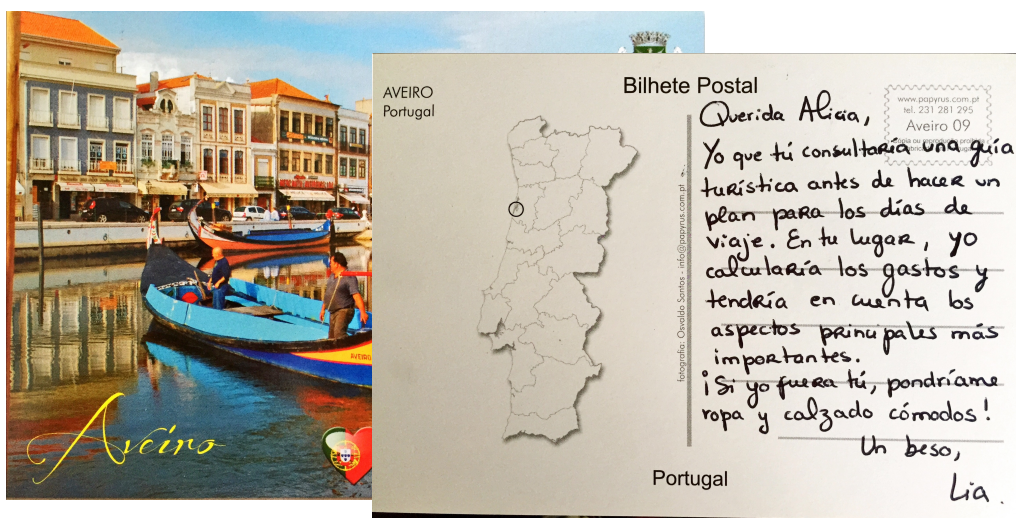 AVEIRO
Aveiro
AVEIRO
Portugal
Bilhete Postal
www.papyrus.com.pt
tel. 231 281 295
Aveiro 09
fotografia: Osvaldo Santos - info@papyrus.com.pt
Querida Alicia,
Yo que tú consultaría una guía
turística antes de hacer un
plan para los días de
viaje. En tu lugar, yo
calcularía los gastos y
tendría en cuenta los
aspectos principales más
importantes.
¡Si yo fuera tú, pondríame
ropa y calzado cómodos!
Un beso,
Lia.
Portugal